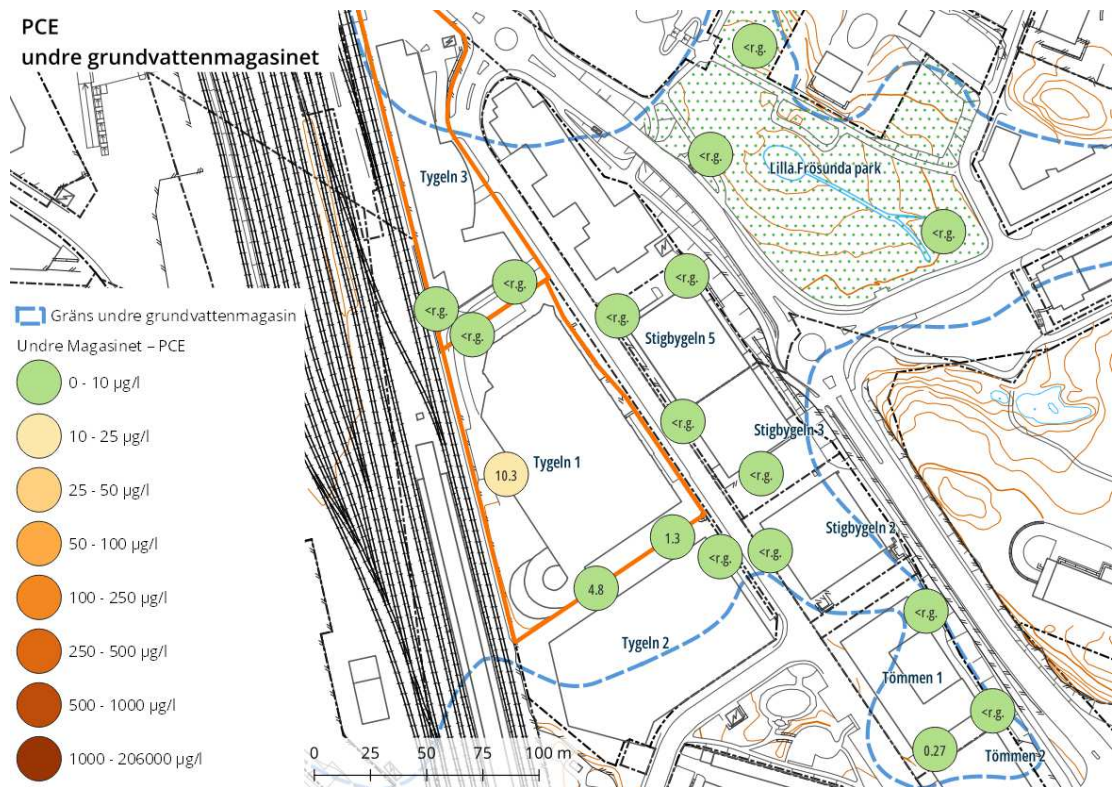 PCE
undre grundvattenmagasinet
<r.g.
<r.g.
Lilla Frösunda park
Tygeln 3
<r.g.
<r.g.
<r.g.
<r.g.
<r.g.
<r.g.
Stigbygeln 5
<r.g.
Stigbygeln 3
Tygeln 1
10.3
<r.g.
Stigbygeln 2
1.3
<r.g.
<r.g.
4.8
<r.g.
Tygeln 2
Tömmen 1
<r.g.
0.27
Tömmen 2
Gräns undre grundvattenmagasin
Undre Magasinet – PCE
0 - 10 µg/l
10 - 25 µg/l
25 - 50 µg/l
50 - 100 µg/l
100 - 250 µg/l
250 - 500 µg/l
500 - 1000 µg/l
1000 - 206000 µg/l
0 25 50 75 100 m